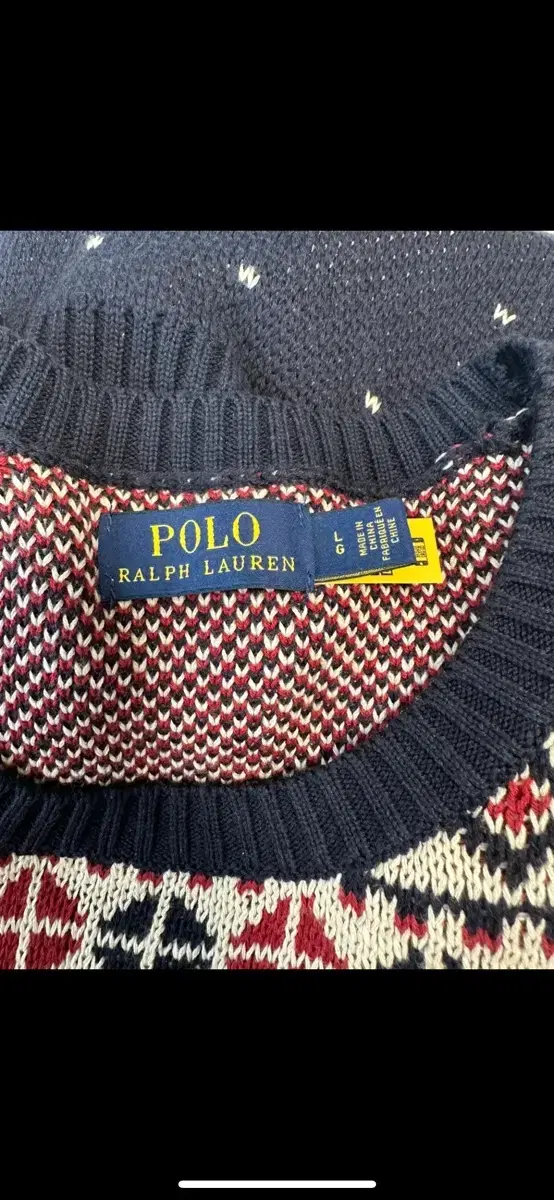 POLO
RALPH LAUREN
L
G
MADE IN
CHINA
FABRIQUÉ EN
CHINE